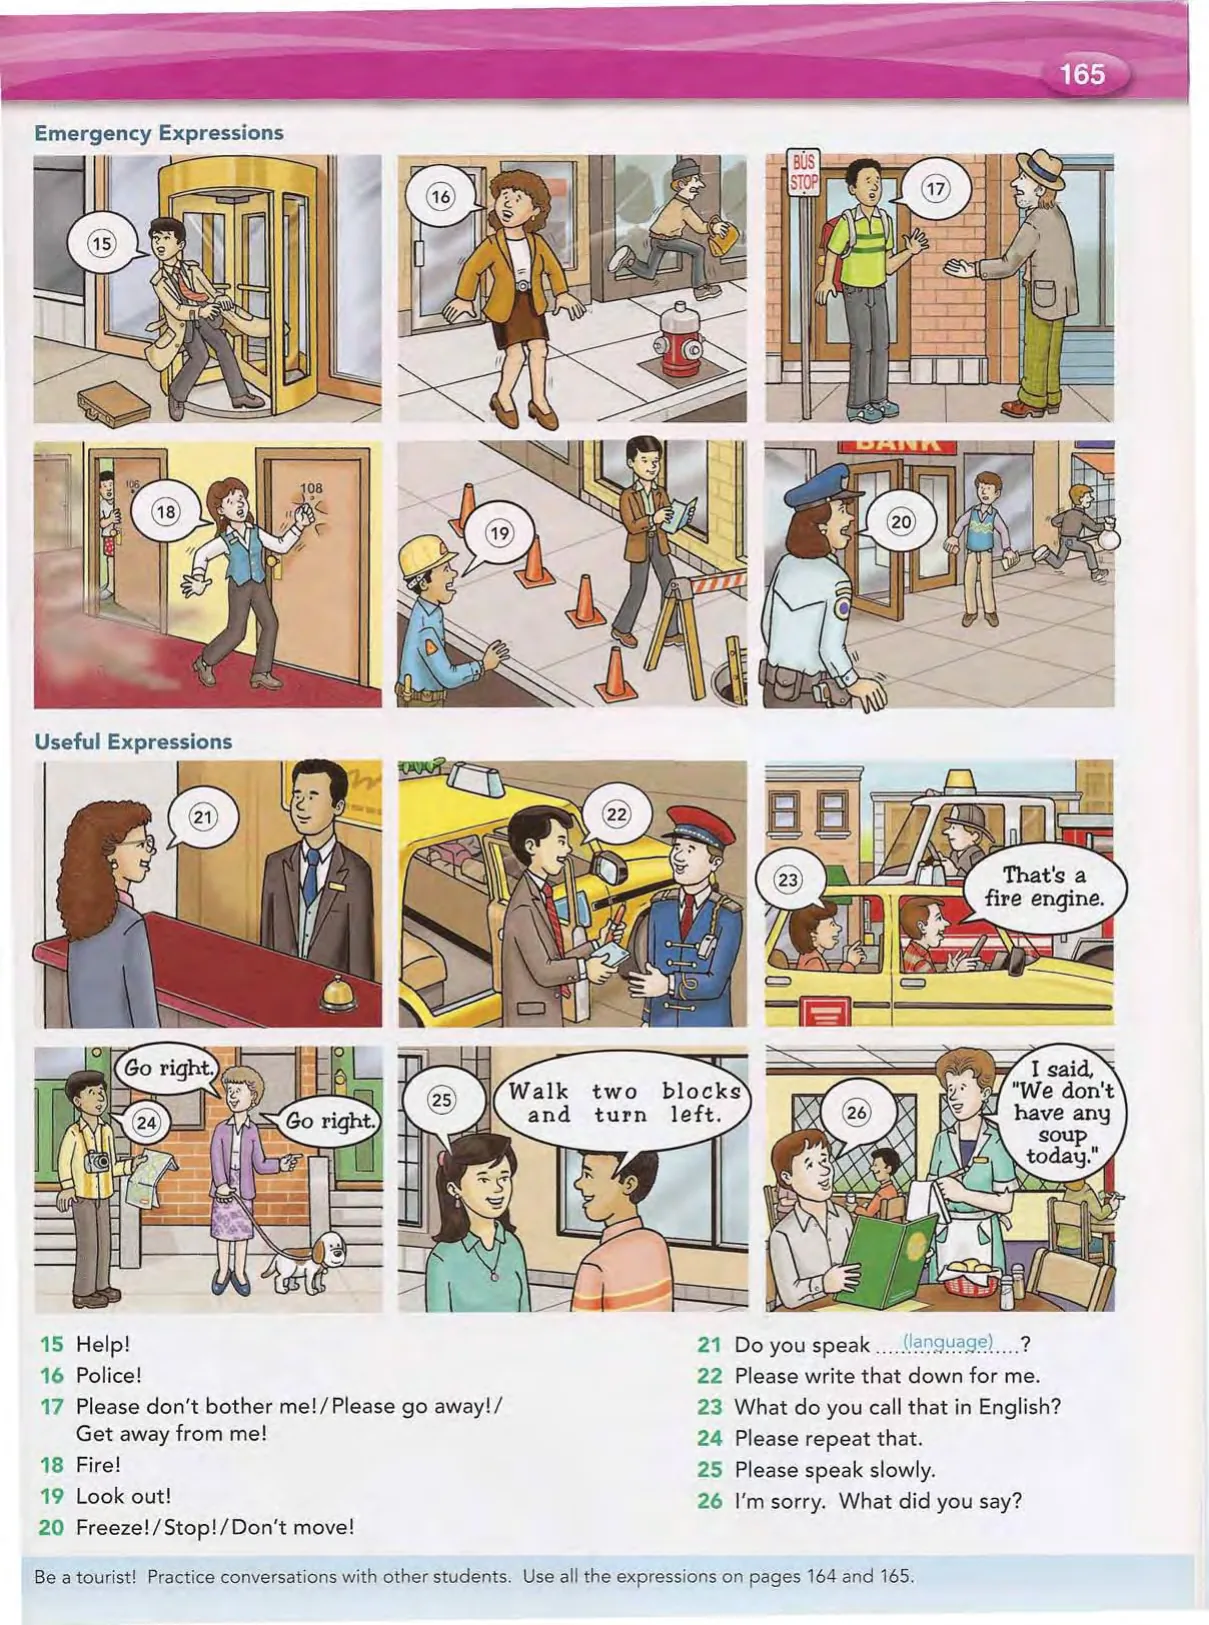 165
Emergency Expressions
15
16
BUS
STOP
17
106
18
108
19
BANK
20
Useful Expressions
21
22
23
That's a
fire engine.
Go right.
24
Go right.
25
Walk two blocks
and turn left.
26
I said,
"We don't
have any
soup
today."
15 Help!
16 Police!
17 Please don't bother me!/Please go away!/
Get away from me!
18 Fire!
19 Look out!
20 Freeze!/Stop!/Don't move!
21 Do you speak ....(language)....?
22 Please write that down for me.
23 What do you call that in English?
24 Please repeat that.
25 Please speak slowly.
26 I'm sorry. What did you say?
Be a tourist! Practice conversations with other students. Use all the expressions on pages 164 and 165.